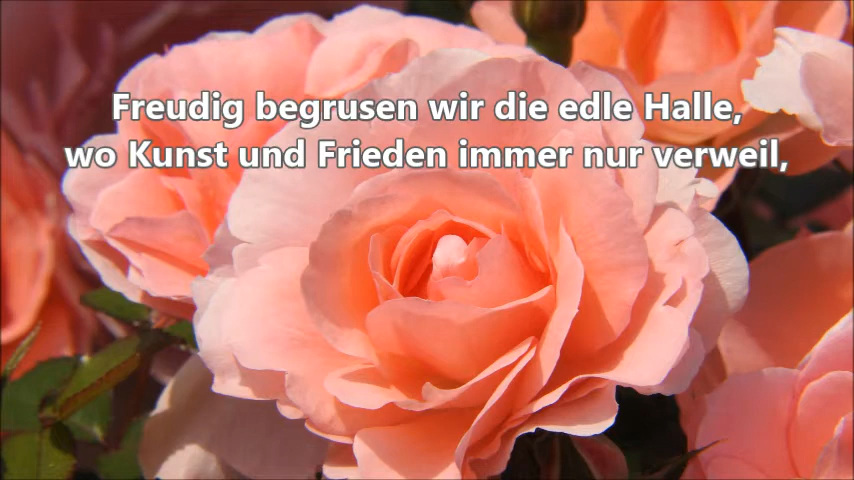 Freudig begrusen wir die edle Halle,
wo Kunst und Frieden immer nur verweil,